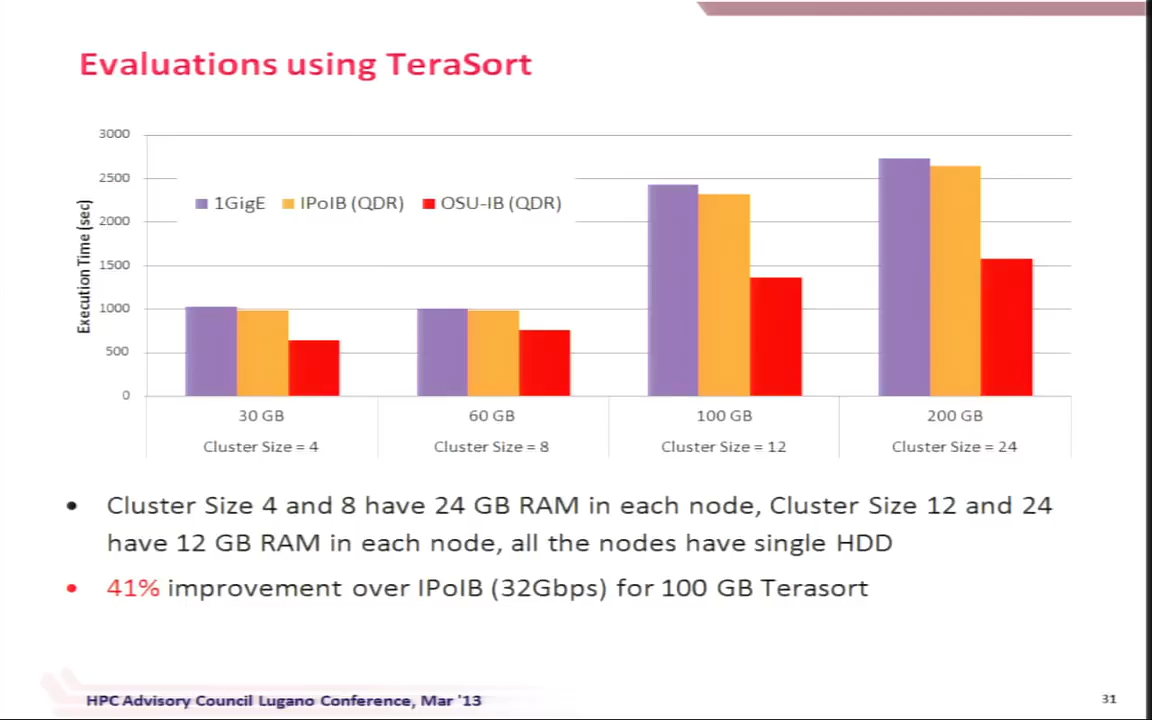 Evaluations using TeraSort
3000
2500
2000
1500
1000
500
0
Execution Time (sec)
1GigE IPoIB (QDR) OSU-IB (QDR)
30 GB 60 GB 100 GB 200 GB
Cluster Size = 4 Cluster Size = 8 Cluster Size = 12 Cluster Size = 24
• Cluster Size 4 and 8 have 24 GB RAM in each node, Cluster Size 12 and 24
have 12 GB RAM in each node, all the nodes have single HDD
• 41% improvement over IPoIB (32Gbps) for 100 GB Terasort
HPC Advisory Council Lugano Conference, Mar '13
31